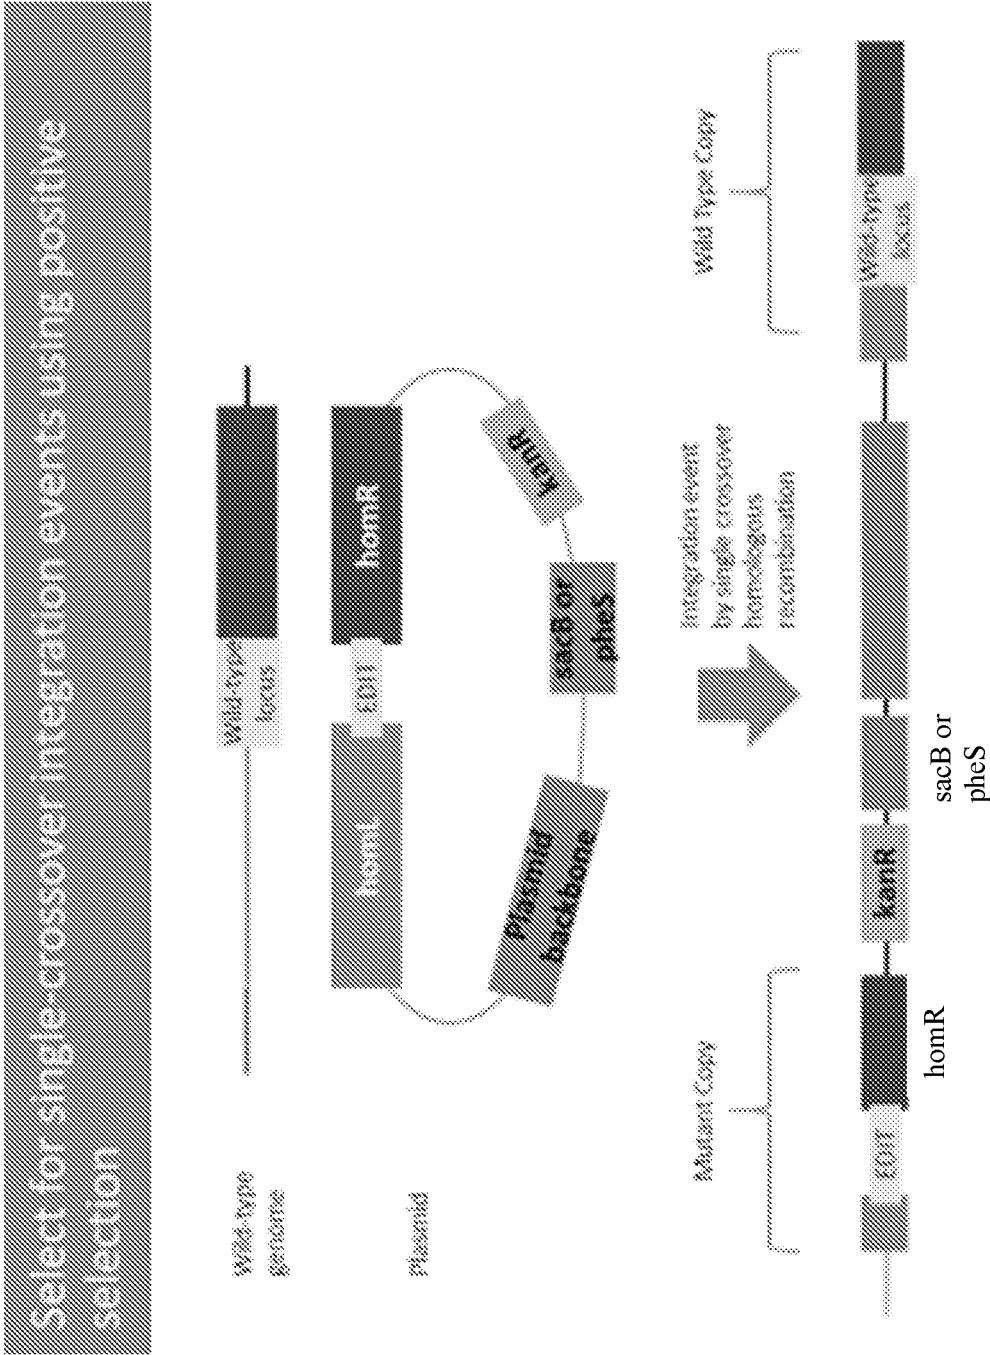 Select for single-crossover integration events using positive
selection
Wild-type
genome
Wild-type
locus
Plasmid
homL
EDIT
homR
Plasmid
backbone
sacB or
pheS
kanR
Integration event
by single crossover
homologous
recombination
Mutant Copy
Wild Type Copy
EDIT
kanR
Wild-type
locus
homR
sacB or
pheS